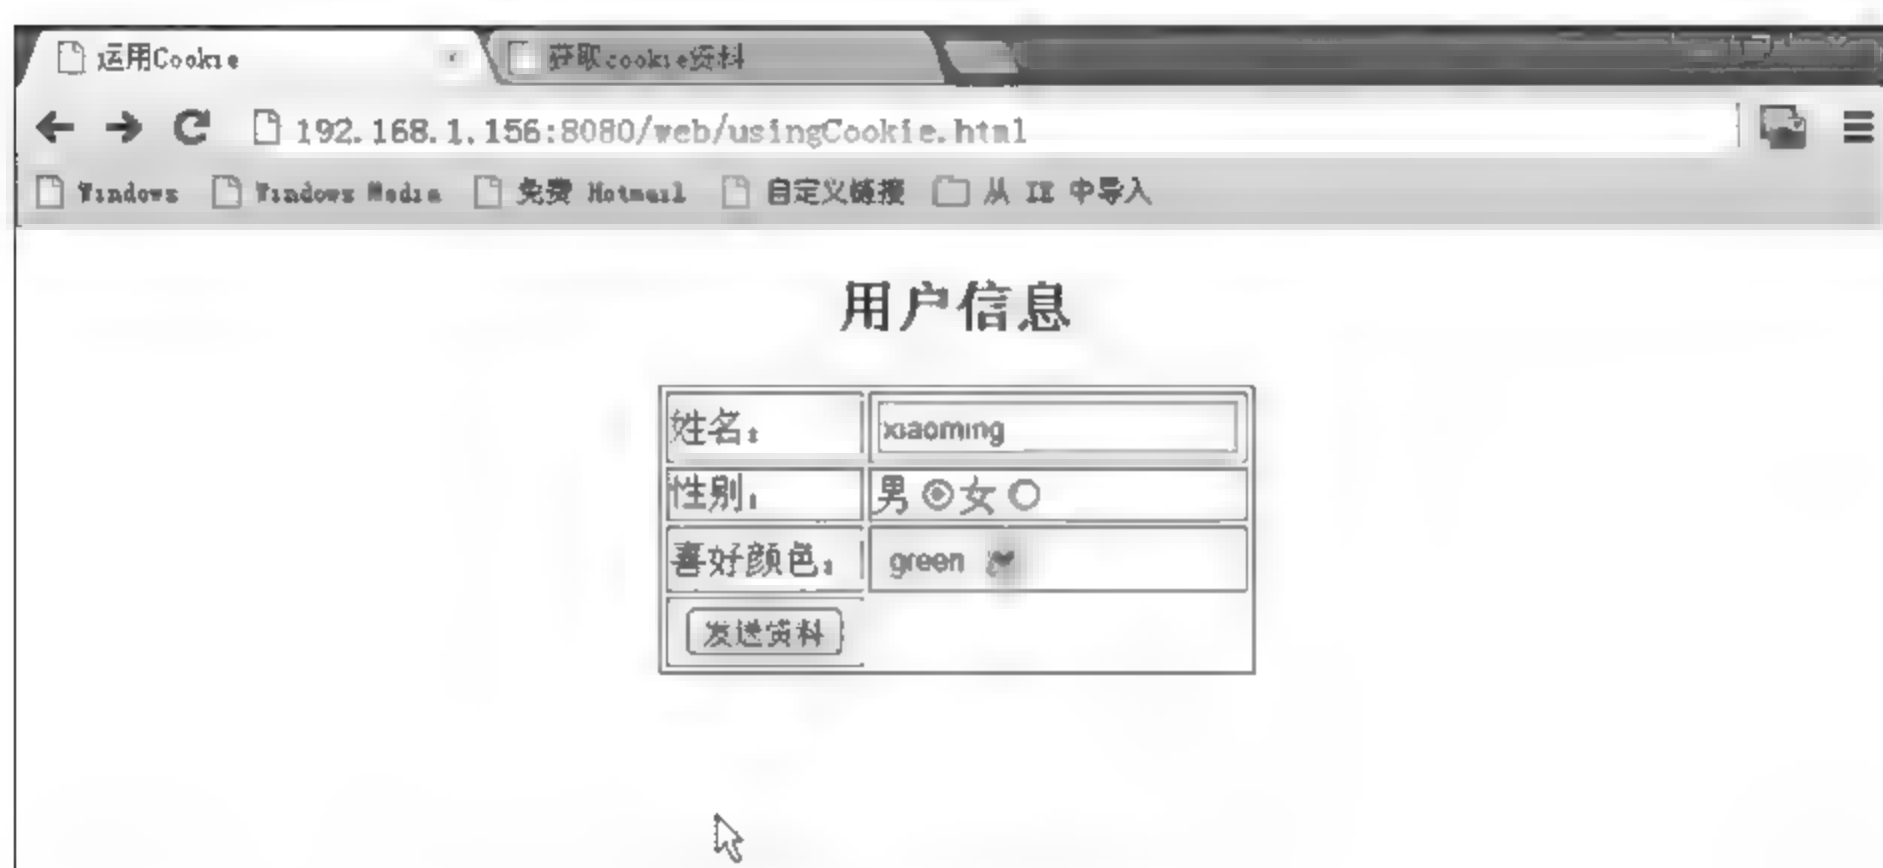 运用Cookie 获取cookie资料
192.168.1.156:8080/web/usingCookie.html
Windows Windows Media 免费 Hotmail 自定义链接 从 IE 中导入
用户信息
姓名: xiaoming
性别: 男 女
喜好颜色: green
发送资料